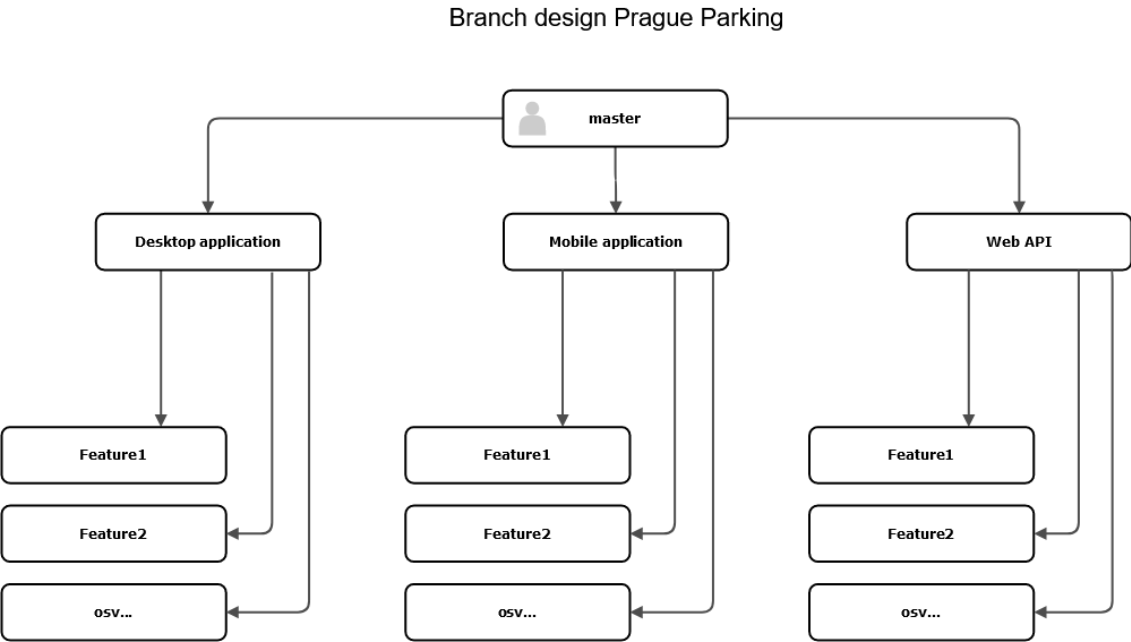 Branch design Prague Parking
master
Desktop application
Mobile application
Web API
Feature1
Feature1
Feature1
Feature2
Feature2
Feature2
osv...
osv...
osv...